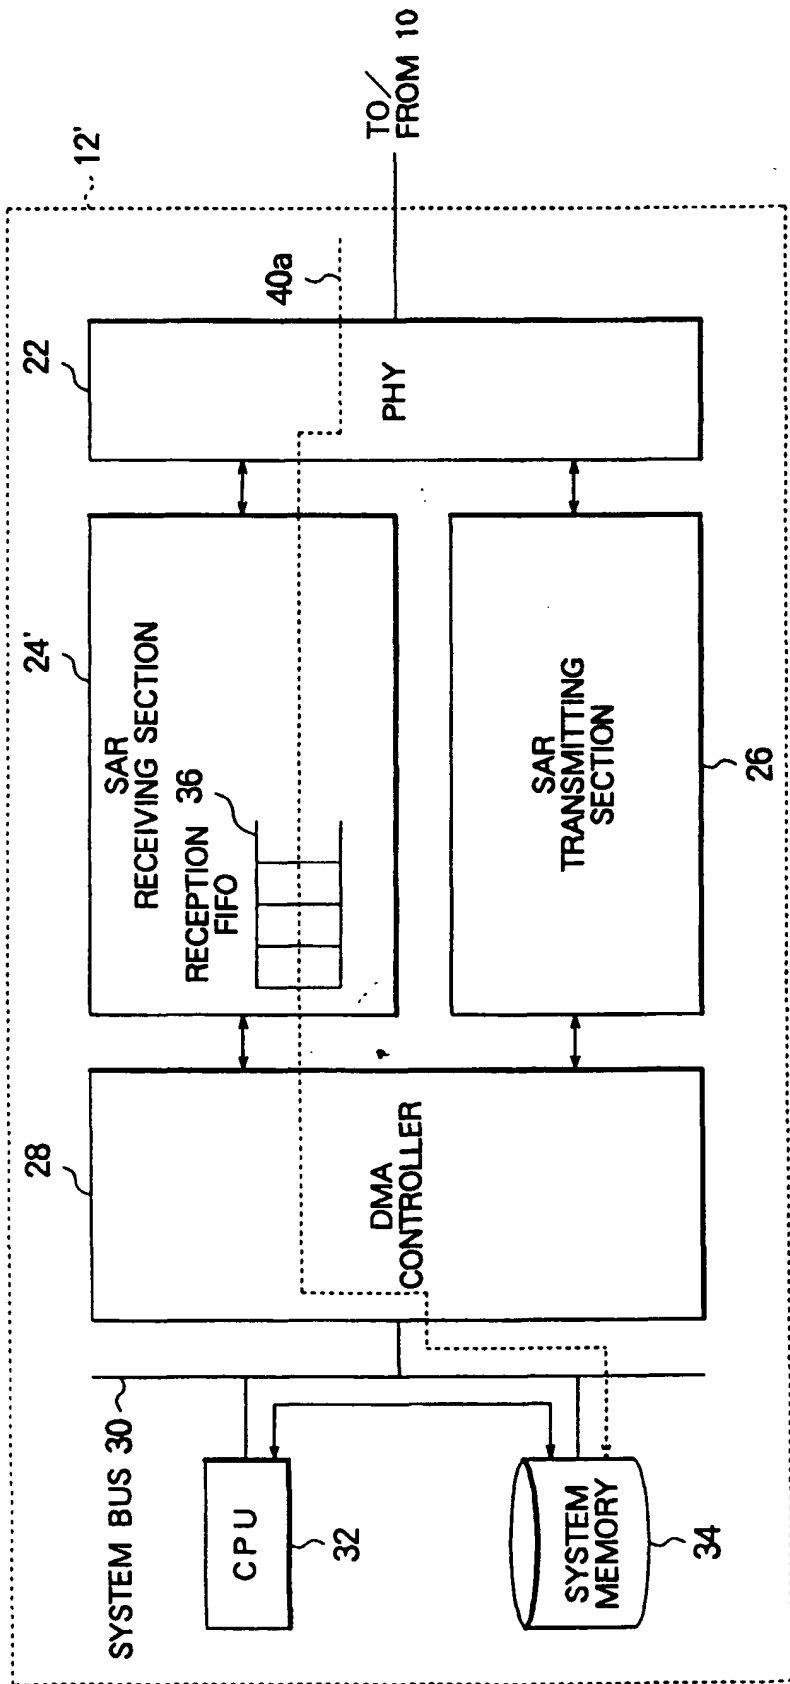 12'
TO/
FROM 10
22
PHY
40a
24'
SAR
RECEIVING SECTION
RECEPTION 36
FIFO
SAR
TRANSMITTING
SECTION
26
28
DMA
CONTROLLER
SYSTEM BUS 30
CPU
32
SYSTEM
MEMORY
34